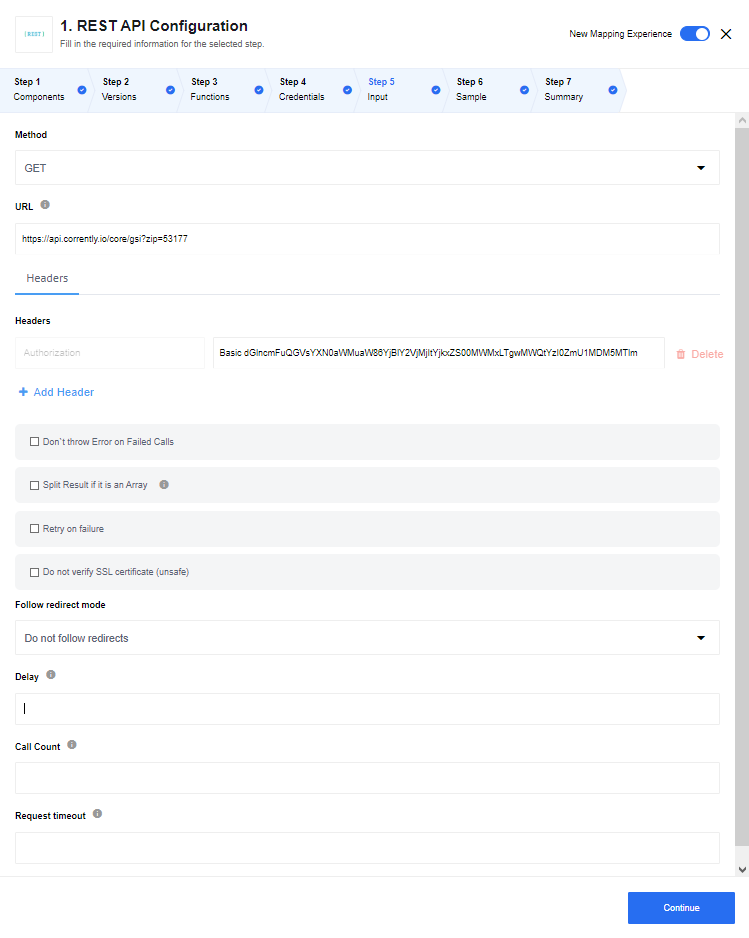 {REST}
1. REST API Configuration
Fill in the required information for the selected step.
New Mapping Experience
Step 1
Components
Step 2
Versions
Step 3
Functions
Step 4
Credentials
Step 5
Input
Step 6
Sample
Step 7
Summary
Method
GET
URL
https://api.corrently.io/core/gsi?zip=53177
Headers
Headers
Authorization
Basic
Delete
+ Add Header
Don't throw Error on Failed Calls
Split Result if it is an Array
Retry on failure
Do not verify SSL certificate (unsafe)
Follow redirect mode
Do not follow redirects
Delay
Call Count
Request timeout
Continue